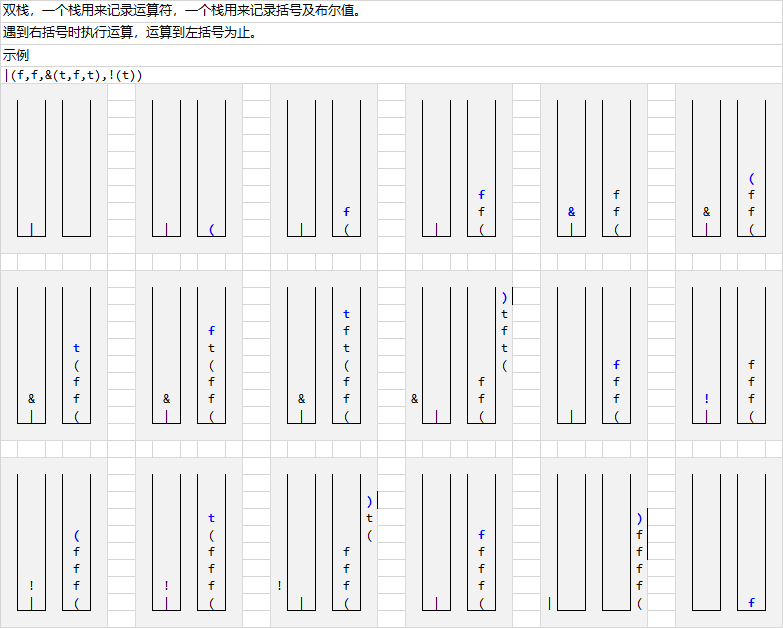 双栈，一个栈用来记录运算符，一个栈用来记录括号及布尔值。
遇到右括号时执行运算，运算到左括号为止。
示例
|(f,f,&(t,f,t),!(t))
(
f f f
f f & f & f
| | ( | ( | ( | ( | (
)
t t
f f f
t t t t
( ( ( ( f f
f f f f f f
& f & f & f & f f ! f
| ( | ( | ( | ( | ( | (
)
t t )
( ( ( f f
f f f f f
f f f f f
! f ! f ! f f f
| ( | ( | ( | ( | ( f